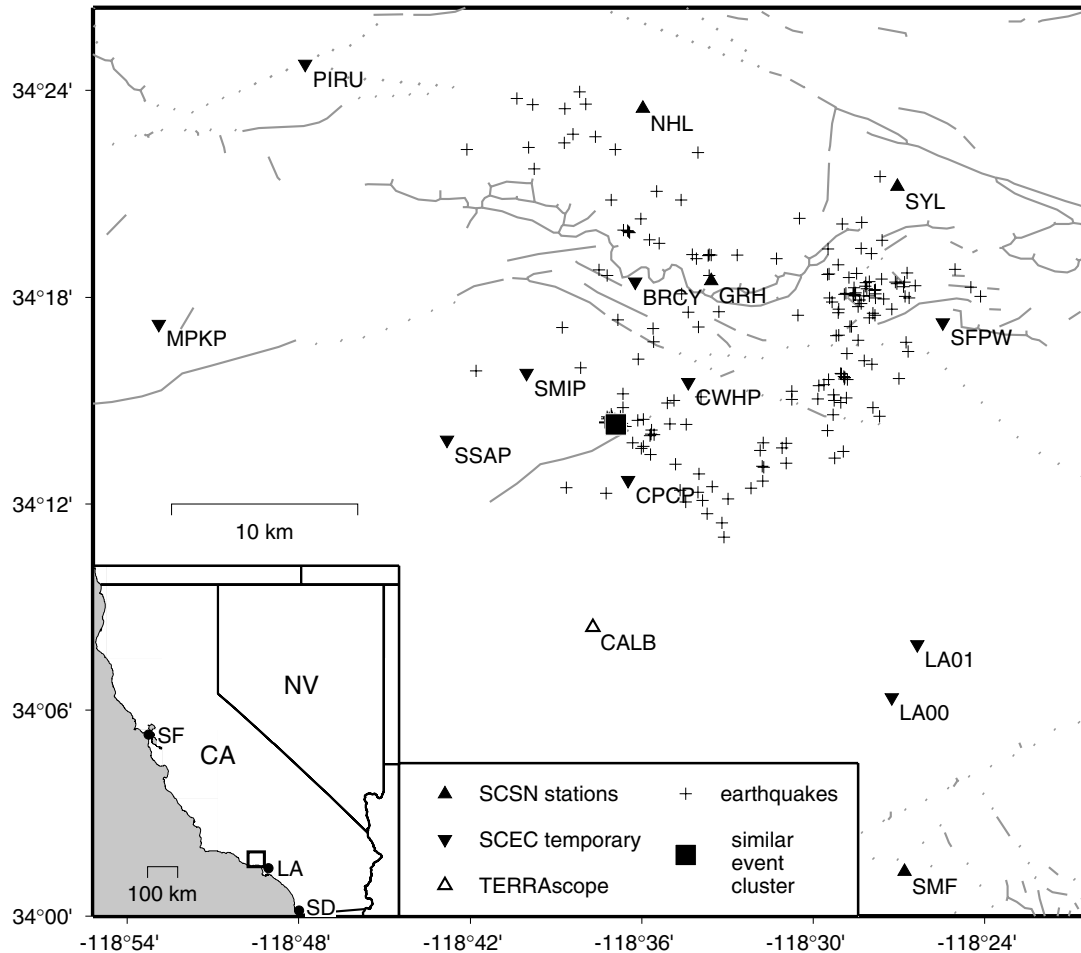 PIRU
34°24'
NHL
SYL
34°18'
BRCY
GRH
MPKP
SFPW
SMIP
CWHP
SSAP
CPCP
34°12'
10 km
CALB
LA01
NV
LA00
34°06'
SF
CA
SCSN stations
earthquakes
SCEC temporary
similar
event
cluster
TERRAscope
LA
100 km
SD
SMF
34°00'
-118°54'
-118°48'
-118°42'
-118°36'
-118°30'
-118°24'